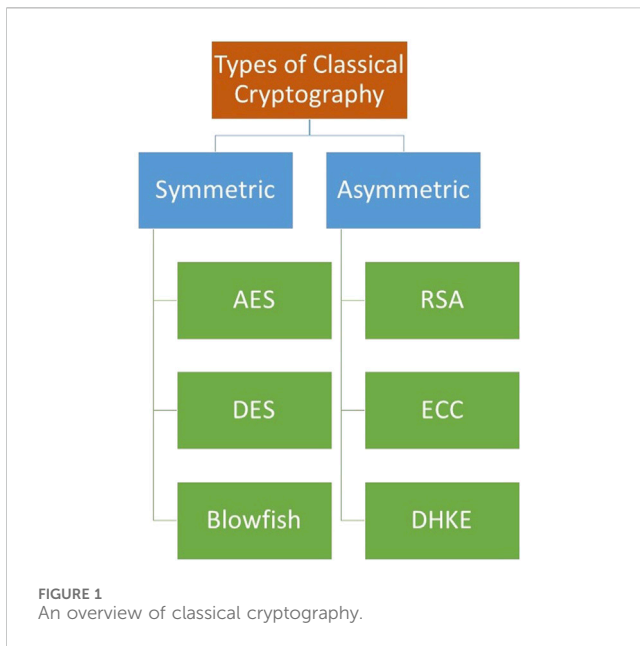 Types of Classical
Cryptography
Symmetric
Asymmetric
AES
RSA
DES
ECC
Blowfish
DHKE
FIGURE 1
An overview of classical cryptography.